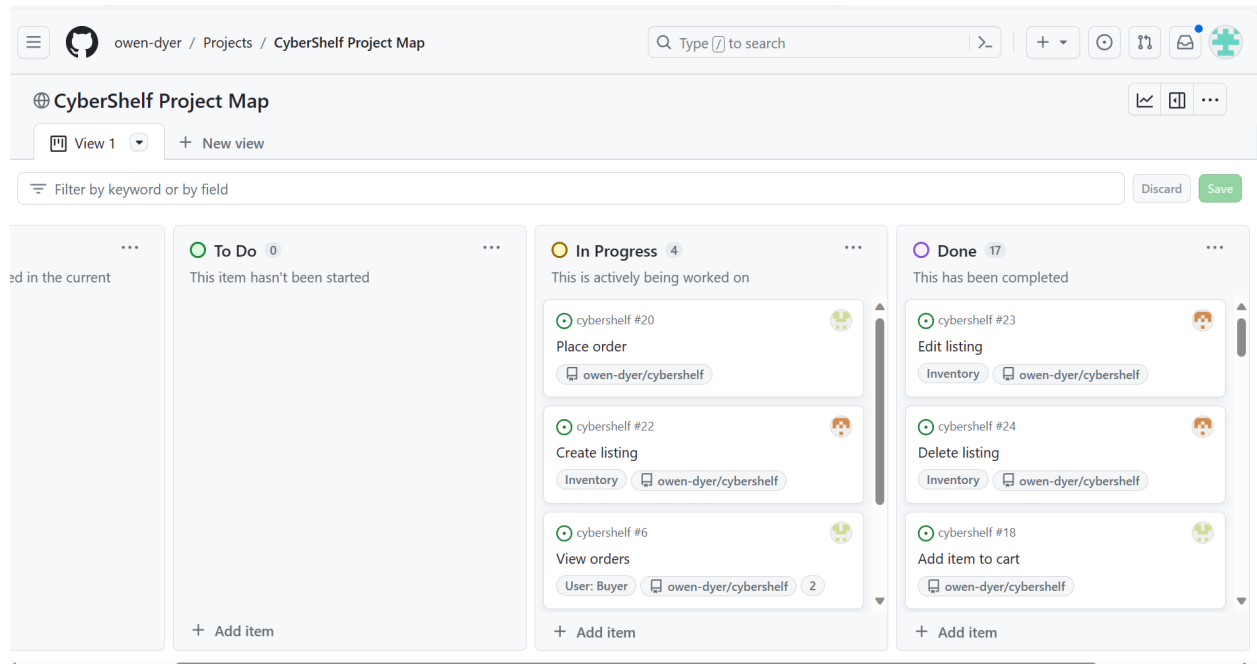 owen-dyer / Projects / CyberShelf Project Map
Type / to search
CyberShelf Project Map
View 1
New view
Filter by keyword or by field
Discard
Save
ed in the current
To Do 0
This item hasn't been started
Add item
In Progress 4
This is actively being worked on
cybershelf #20
Place order
owen-dyer/cybershelf
cybershelf #22
Create listing
Inventory owen-dyer/cybershelf
cybershelf #6
View orders
User: Buyer owen-dyer/cybershelf 2
Add item
Done 17
This has been completed
cybershelf #23
Edit listing
Inventory owen-dyer/cybershelf
cybershelf #24
Delete listing
Inventory owen-dyer/cybershelf
cybershelf #18
Add item to cart
owen-dyer/cybershelf
Add item